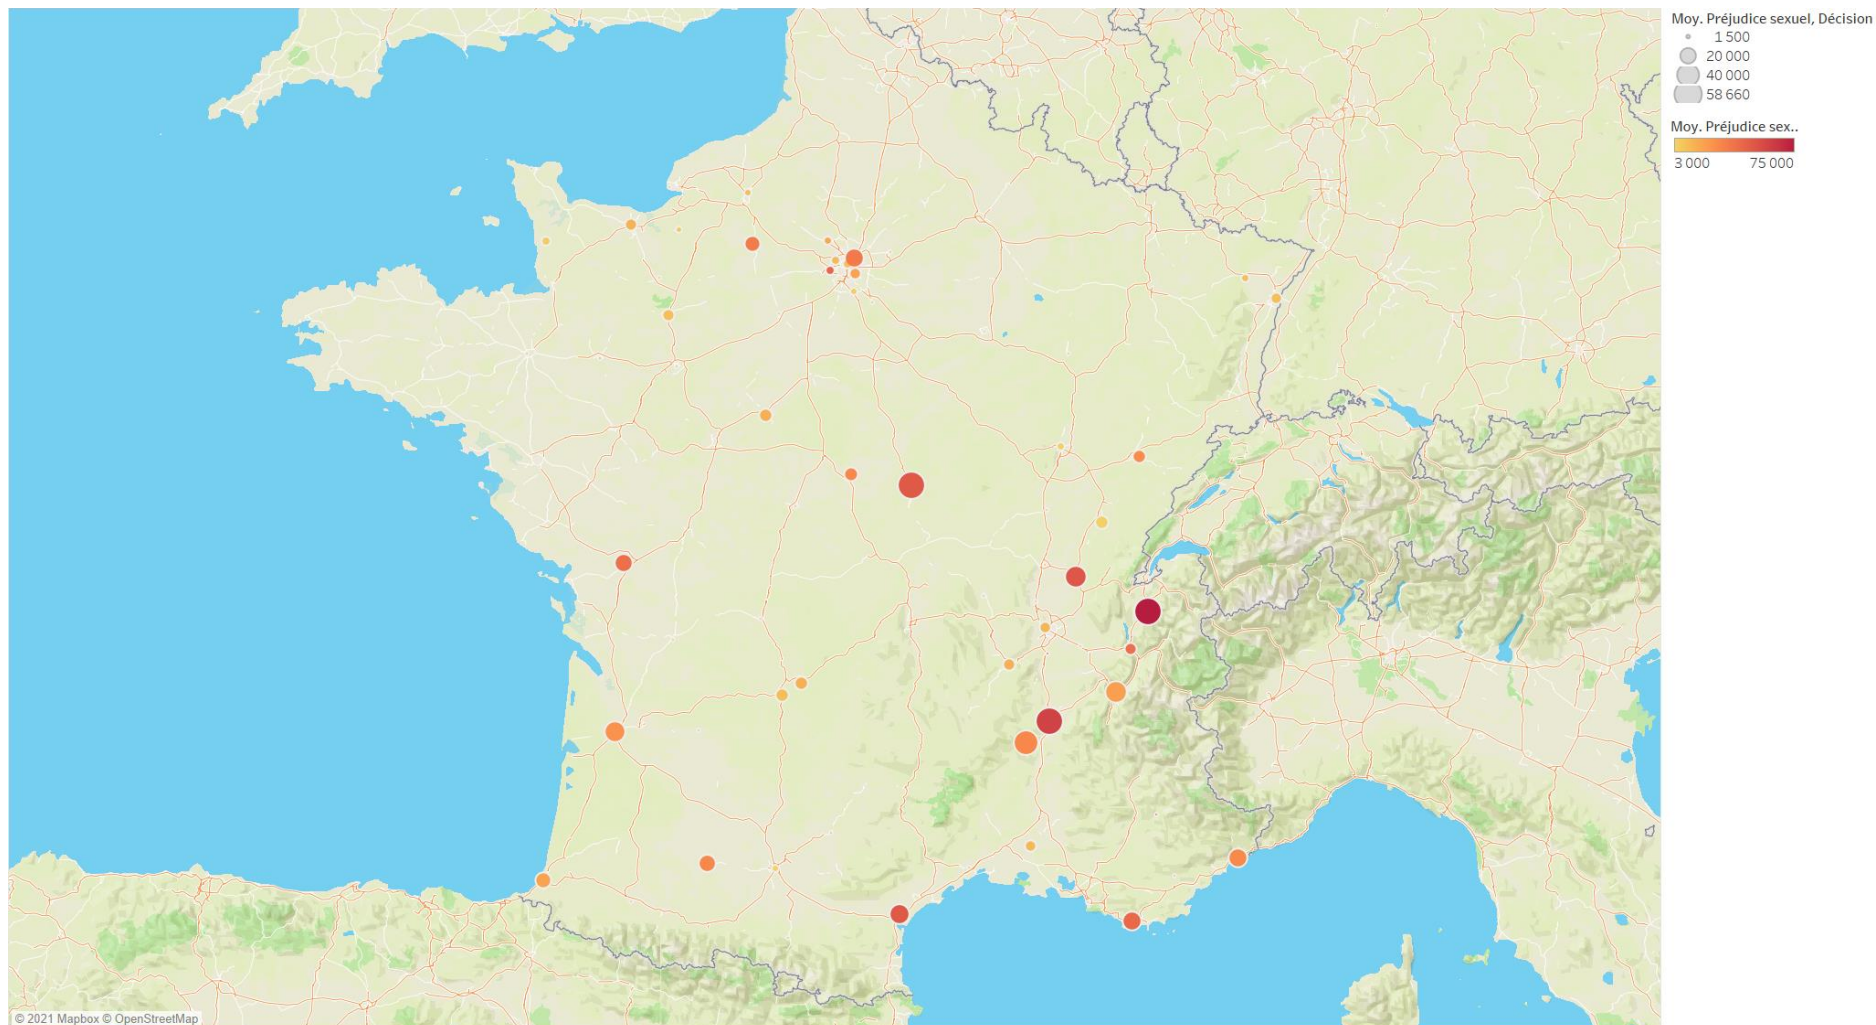 Moy. Préjudice sexuel, Décision
1 500
20 000
40 000
58 660
Moy. Préjudice sex..
3 000 75 000
© 2021 Mapbox © OpenStreetMap